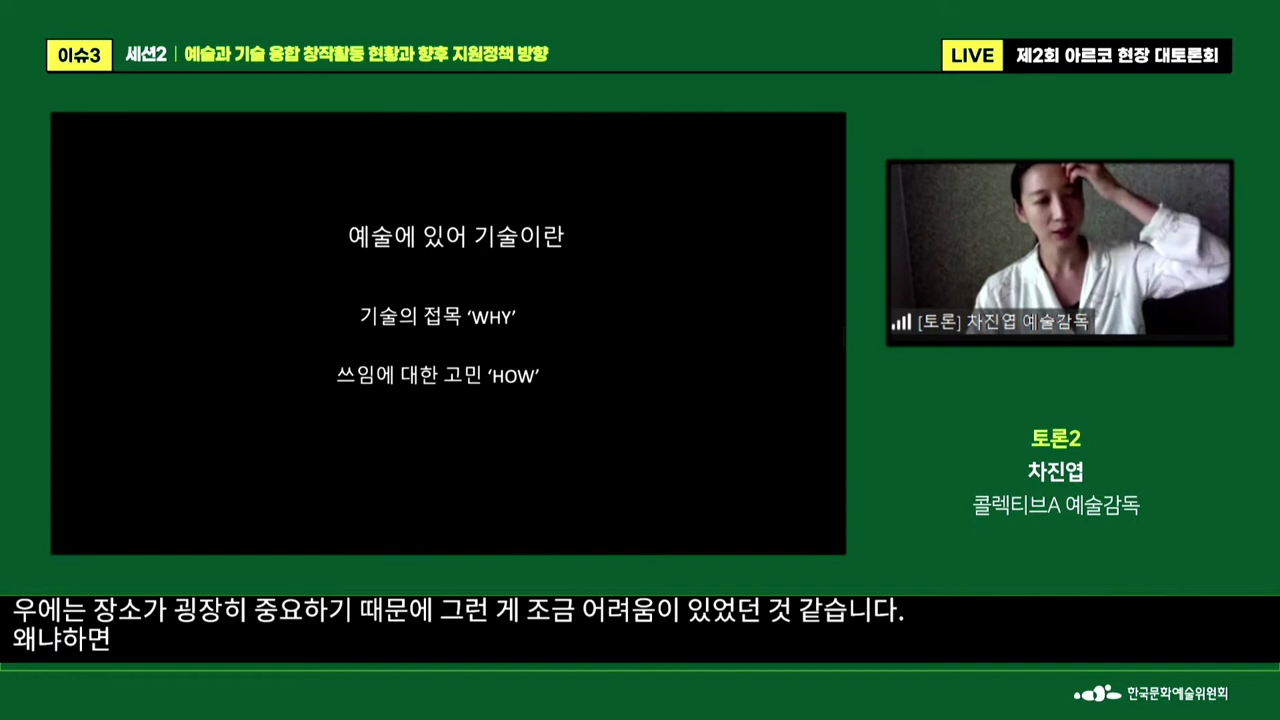 이슈3
세션2 | 예술과 기술 융합 창작활동 현황과 향후 지원정책 방향
LIVE 제2회 아르코 현장 대토론회
예술에 있어 기술이란
기술의 접목 ‘WHY’
쓰임에 대한 고민 ‘HOW’
[토론] 차진엽 예술감독
토론2
차진엽
콜렉티브A 예술감독
우에는 장소가 굉장히 중요하기 때문에 그런 게 조금 어려움이 있었던 것 같습니다.
왜냐하면
한국문화예술위원회